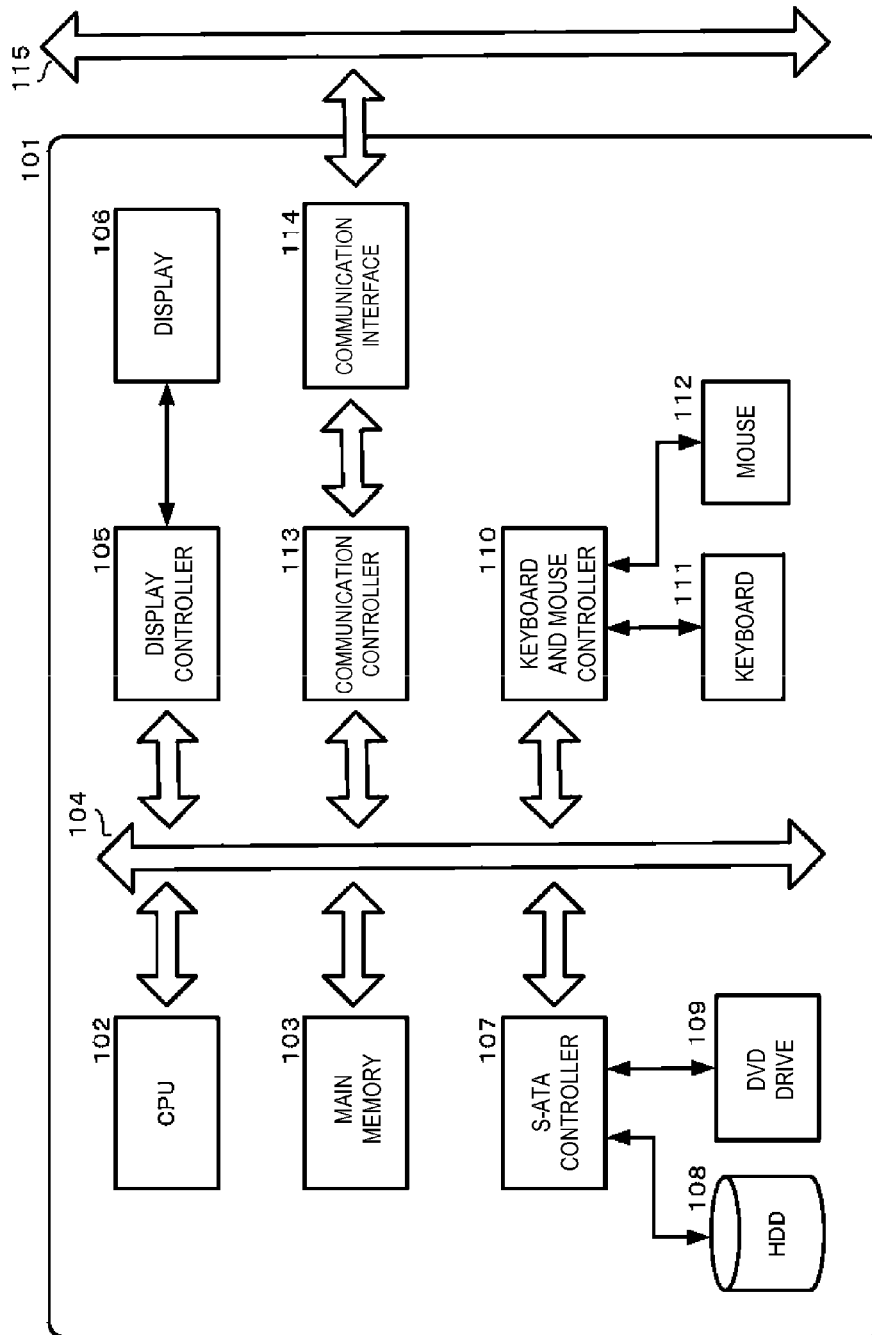 101
115
102
CPU
104
105
DISPLAY
CONTROLLER
106
DISPLAY
103
MAIN
MEMORY
113
COMMUNICATION
CONTROLLER
114
COMMUNICATION
INTERFACE
107
S-ATA
CONTROLLER
110
KEYBOARD
AND MOUSE
CONTROLLER
108
HDD
109
DVD
DRIVE
111
KEYBOARD
112
MOUSE